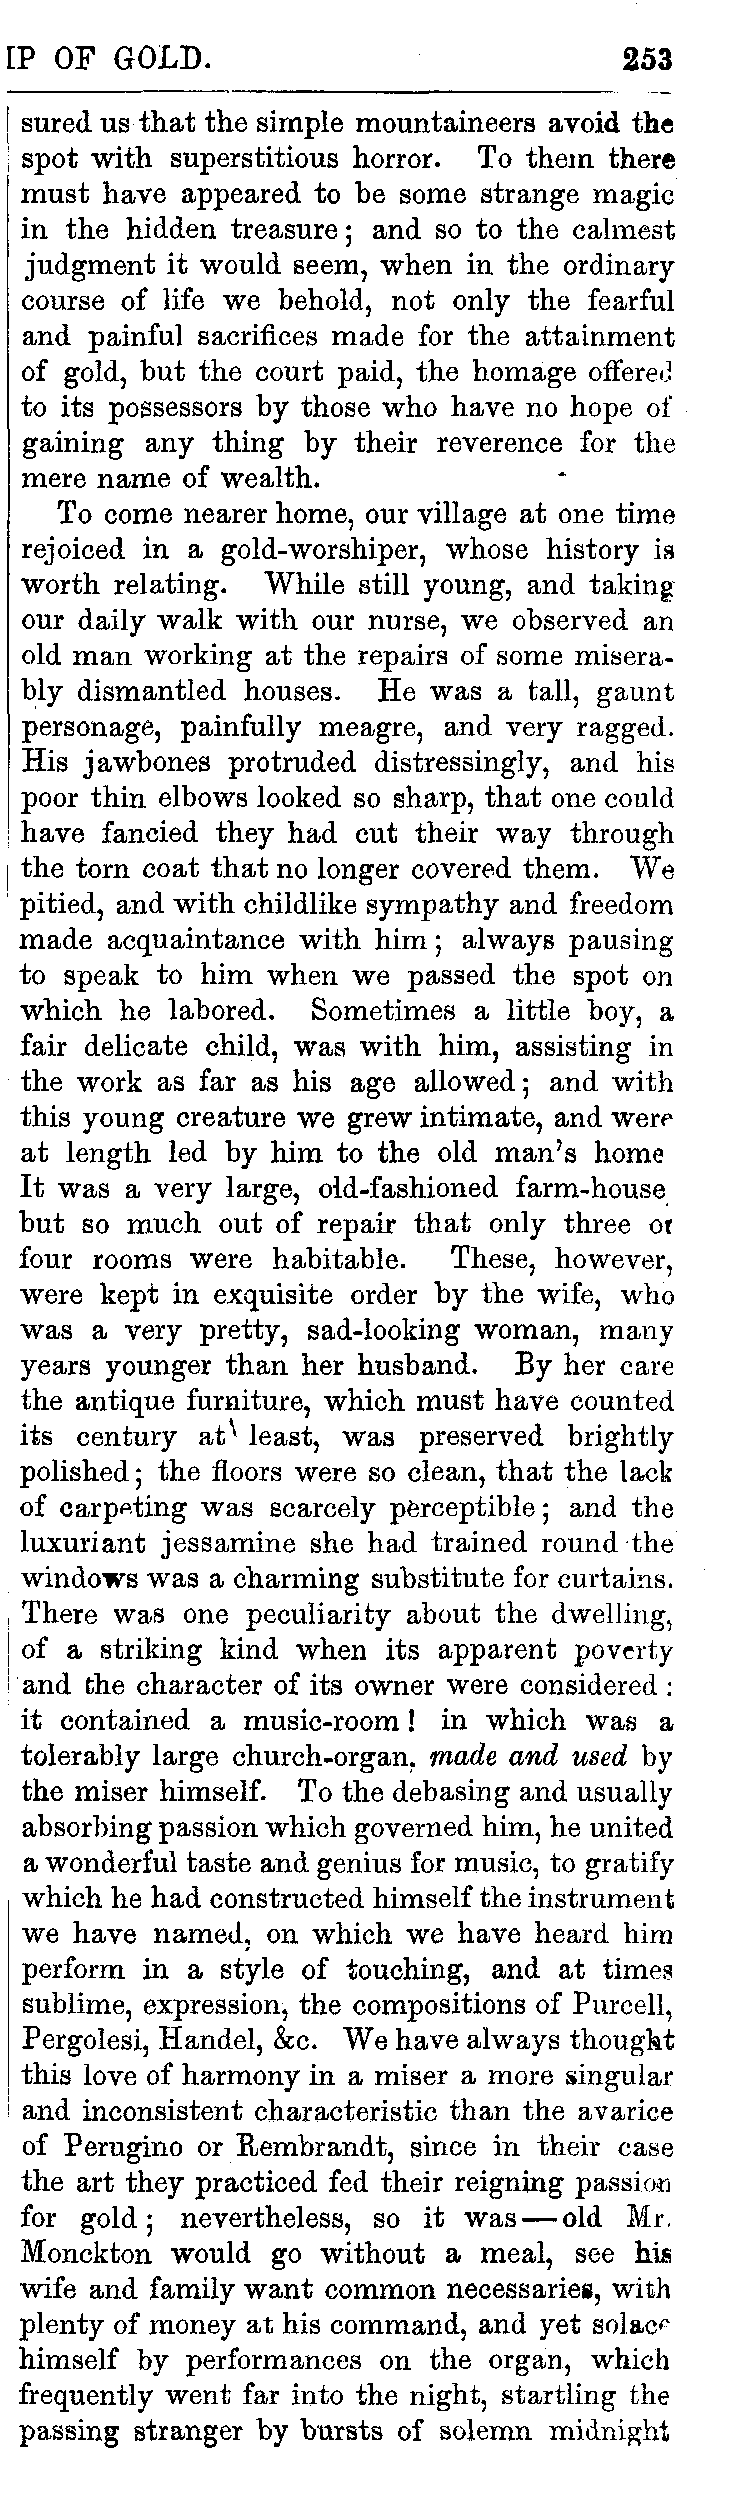 IP OF GOLD. 253
sured us that the simple mountaineers avoid the
spot with superstitious horror. To them there
must have appeared to be some strange magic
in the hidden treasure; and so to the calmest
judgment it would seem, when in the ordinary
course of life we behold, not only the fearful
and painful sacrifices made for the attainment
of gold, but the court paid, the homage offered
to its possessors by those who have no hope of
gaining any thing by their reverence for the
mere name of wealth.
To come nearer home, our village at one time
rejoiced in a gold-worshiper, whose history is
worth relating. While still young, and taking
our daily walk with our nurse, we observed an
old man working at the repairs of some misera-
bly dismantled houses. He was a tall, gaunt
personage, painfully meagre, and very ragged.
His jawbones protruded distressingly, and his
poor thin elbows looked so sharp, that one could
have fancied they had cut their way through
the torn coat that no longer covered them. We
pitied, and with childlike sympathy and freedom
made acquaintance with him; always pausing
to speak to him when we passed the spot on
which he labored. Sometimes a little boy, a
fair delicate child, was with him, assisting in
the work as far as his age allowed; and with
this young creature we grew intimate, and were
at length led by him to the old man's home
It was a very large, old-fashioned farm-house,
but so much out of repair that only three or
four rooms were habitable. These, however,
were kept in exquisite order by the wife, who
was a very pretty, sad-looking woman, many
years younger than her husband. By her care
the antique furniture, which must have counted
its century at least, was preserved brightly
polished; the floors were so clean, that the lack
of carpeting was scarcely perceptible; and the
luxuriant jessamine she had trained round the
windows was a charming substitute for curtains.
There was one peculiarity about the dwelling,
of a striking kind when its apparent poverty
and the character of its owner were considered:
it contained a music-room! in which was a
tolerably large church-organ, made and used by
the miser himself. To the debasing and usually
absorbing passion which governed him, he united
a wonderful taste and genius for music, to gratify
which he had constructed himself the instrument
we have named, on which we have heard him
perform in a style of touching, and at times
sublime, expression, the compositions of Purcell,
Pergolesi, Handel, &c. We have always thought
this love of harmony in a miser a more singular
and inconsistent characteristic than the avarice
of Perugino or Rembrandt, since in their case
the art they practiced fed their reigning passion
for gold; nevertheless, so it was—old Mr.
Monckton would go without a meal, see his
wife and family want common necessaries, with
plenty of money at his command, and yet solace
himself by performances on the organ, which
frequently went far into the night, startling the
passing stranger by bursts of solemn midnight